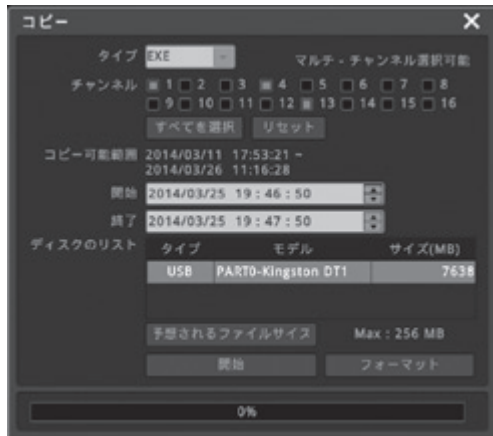 コピー
タイプ EXE マルチ - チャンネル選択可能
チャンネル 1 2 3 4 5 6 7 8
9 10 11 12 13 14 15 16
すべてを選択 リセット
コピー可能範囲 2014/03/11 17:53:21 ~
2014/03/26 11:16:28
開始 2014/03/25 19 : 46 : 50
終了 2014/03/25 19 : 47 : 50
ディスクのリスト タイプ モデル サイズ(MB)
USB PART0-Kingston DT1 7638
予想されるファイルサイズ Max : 256 MB
開始 フォーマット
0%